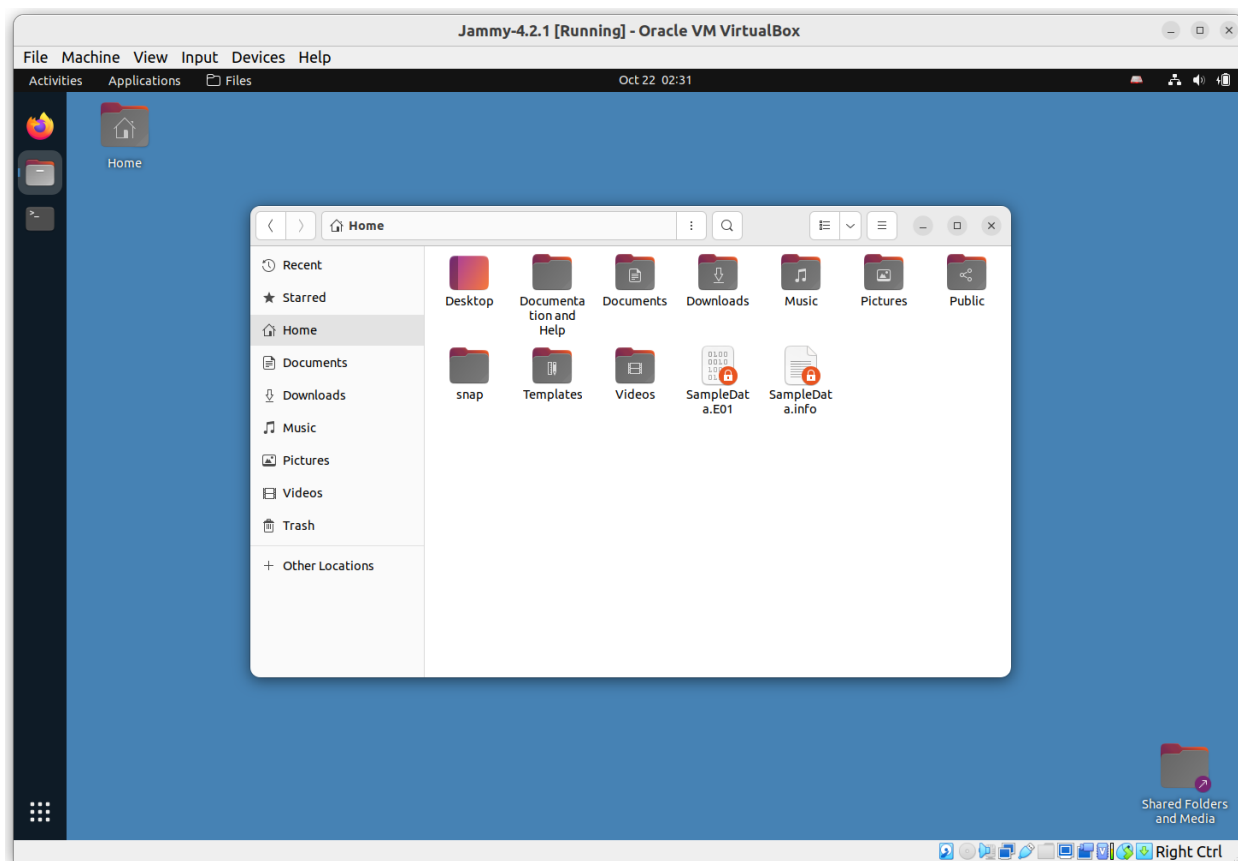 Jammy-4.2.1 [Running] - Oracle VM VirtualBox
File Machine View Input Devices Help
Activities Applications Files Oct 22 02:31
Home
Home
Recent
Starred
Home
Documents
Downloads
Music
Pictures
Videos
Trash
Other Locations
Desktop
Documenta
tion and
Help
Documents
Downloads
Music
Pictures
Public
snap
Templates
Videos
SampleDat
a.E01
SampleDat
a.info
Shared Folders
and Media
Right Ctrl